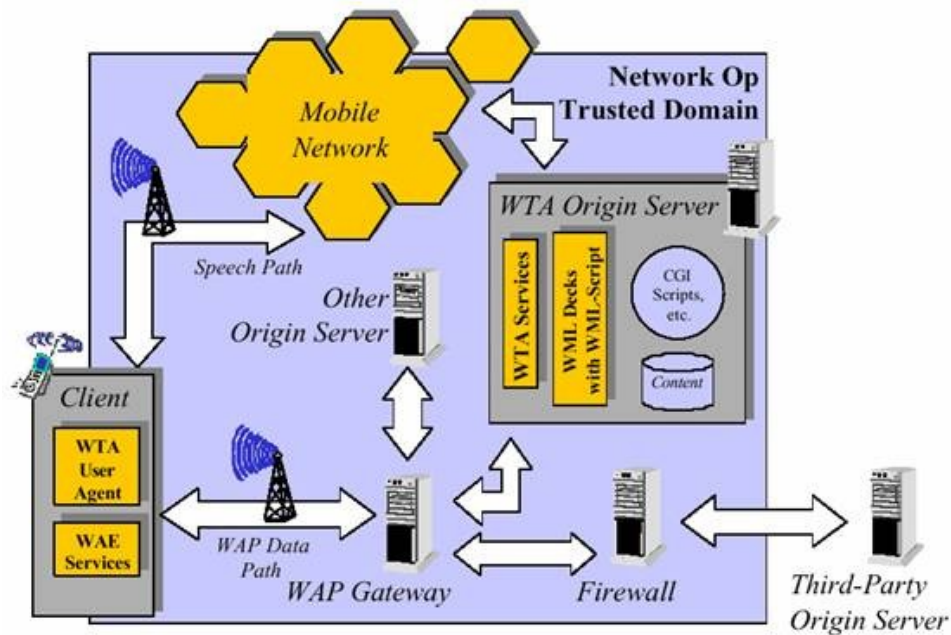 Network Op
Trusted Domain
Mobile
Network
WTA Origin Server
Speech Path
Other
Origin Server
WTA Services
WML Decks
with WML-Script
CGI
Scripts,
etc.
Content
Client
WTA
User
Agent
WAE
Services
WAP Data
Path
WAP Gateway
Firewall
Third-Party
Origin Server